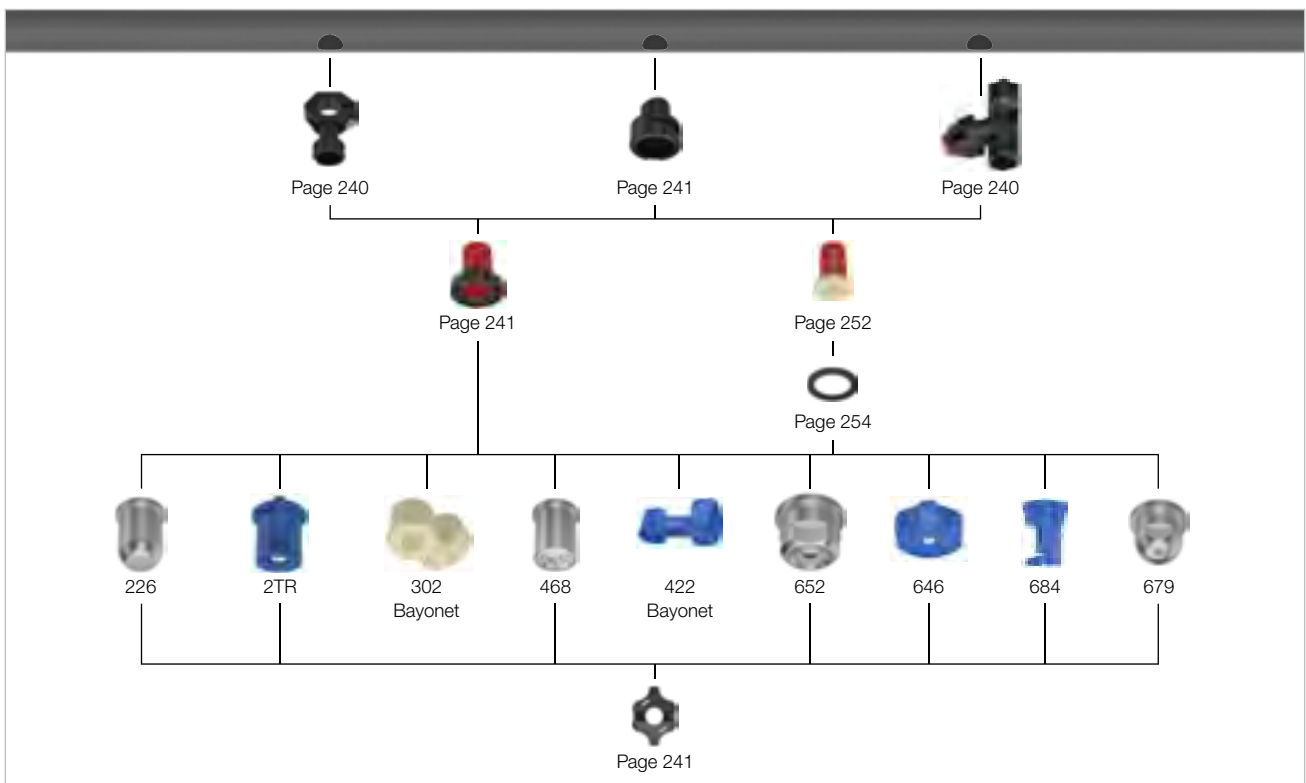 Page 240
Page 241
Page 240
Page 241
Page 252
Page 254
226
2TR
302
Bayonet
468
422
Bayonet
652
646
684
679
Page 241